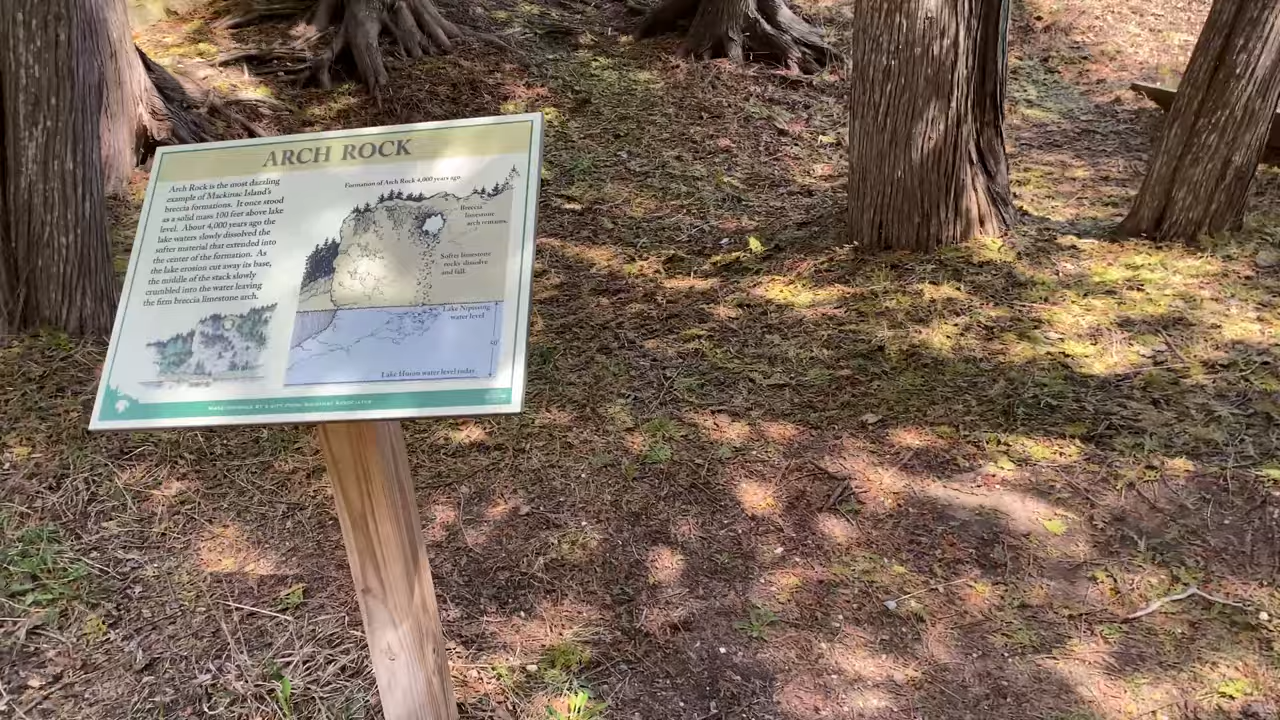 ARCH ROCK
Arch Rock is the most dazzling
example of Mackinac Island's
breccia formations. It once stood
as a solid mass 100 feet above lake
level. About 4,000 years ago the
lake waters slowly dissolved the
softer material that extended into
the center of the formation. As
the lake erosion cut away its base,
the middle of the stack slowly
crumbled into the water leaving
the firm breccia limestone arch.
Formation of Arch Rock 4,000 years ago.
Breccia
limestone
arch remains.
Softer limestone
rocks dissolve
and fall.
Lake Nipissing
water level
Lake Huron water level today.